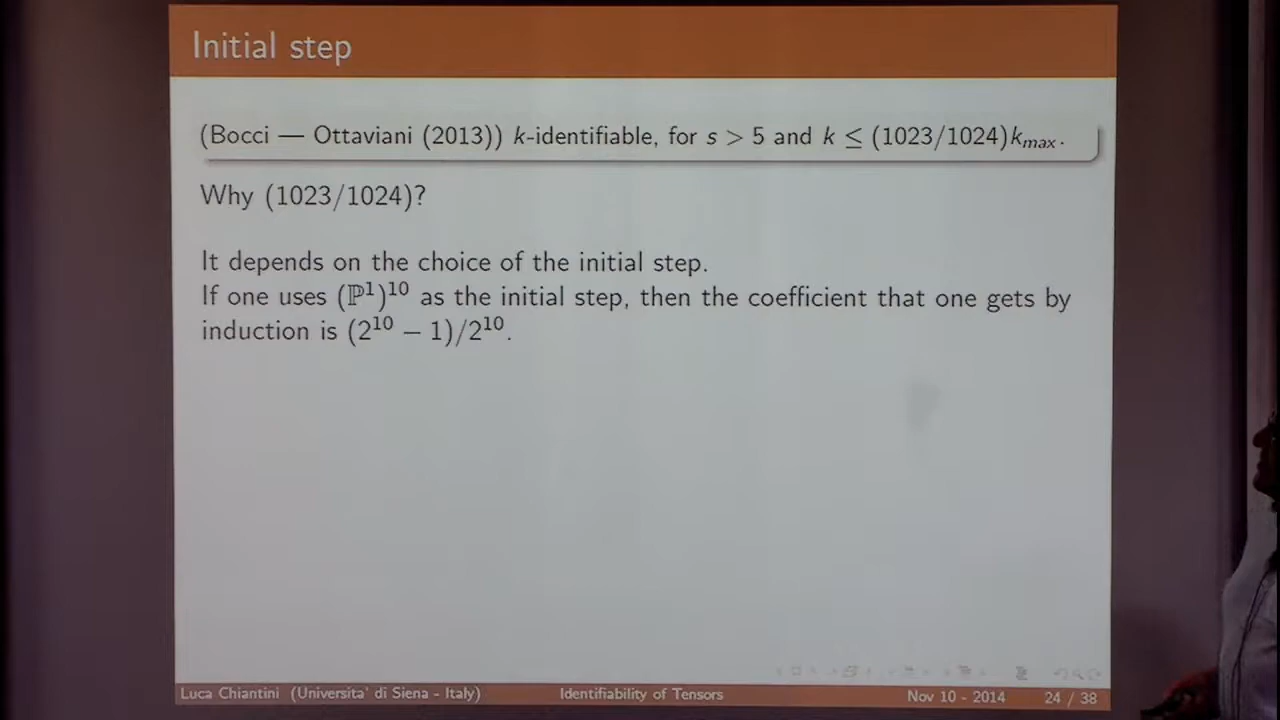 Initial step
(Bocci — Ottaviani (2013)) k-identifiable, for s > 5 and k ≤ (1023/1024)kₘₐₓ.
Why (1023/1024)?
It depends on the choice of the initial step.
If one uses (ℙ¹)¹⁰ as the initial step, then the coefficient that one gets by
induction is (2¹⁰ − 1)/2¹⁰.
Luca Chiantini (Universita' di Siena - Italy) Identifiability of Tensors Nov 10 - 2014 24 / 38